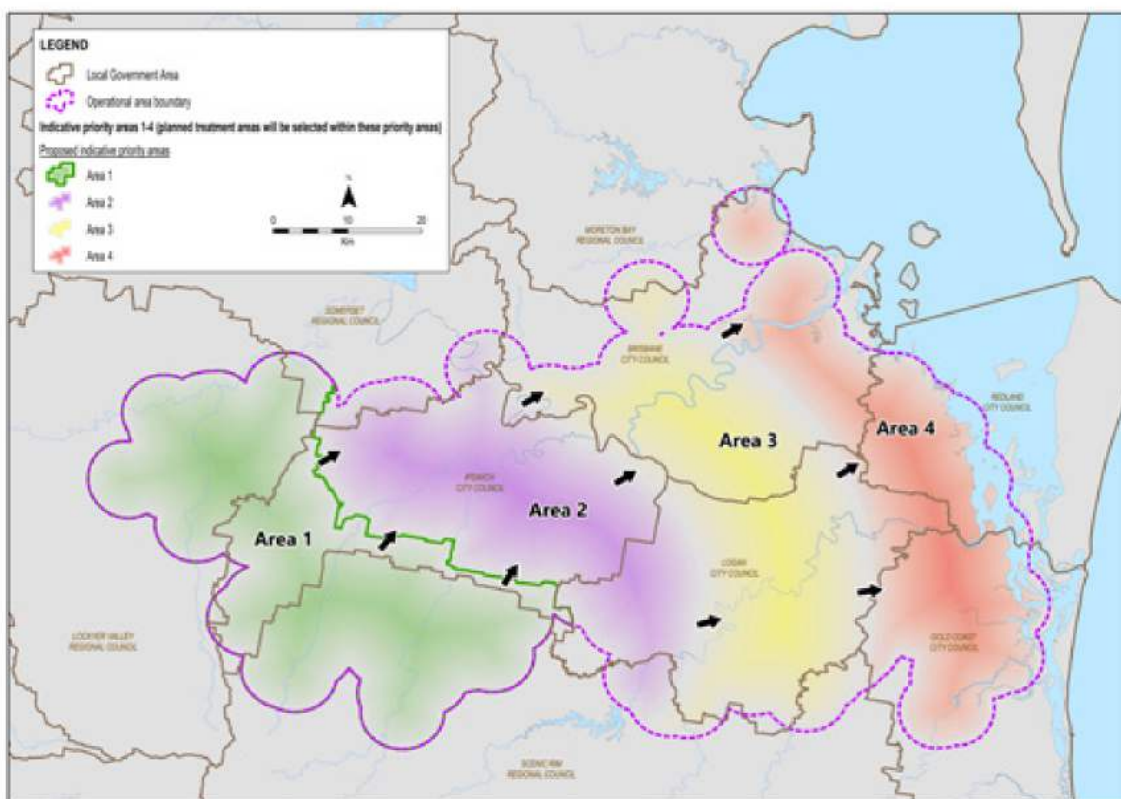 LEGEND
Local Government Area
Operational area boundary
Indicative priority areas 1-4 (planned treatment areas will be selected within these priority areas)
Proposed indicative priority areas
Area 1
Area 2
Area 3
Area 4
N
0 10 20
Km
MORETON BAY
REGIONAL COUNCIL
SOMERSET
REGIONAL COUNCIL
BRISBANE
CITY COUNCIL
REDLAND
CITY COUNCIL
Area 3
Area 4
IPSWICH
CITY COUNCIL
Area 2
Area 1
LOGAN
CITY COUNCIL
LOCKYER VALLEY
REGIONAL COUNCIL
GOLD COAST
CITY COUNCIL
SCENIC RIM
REGIONAL COUNCIL